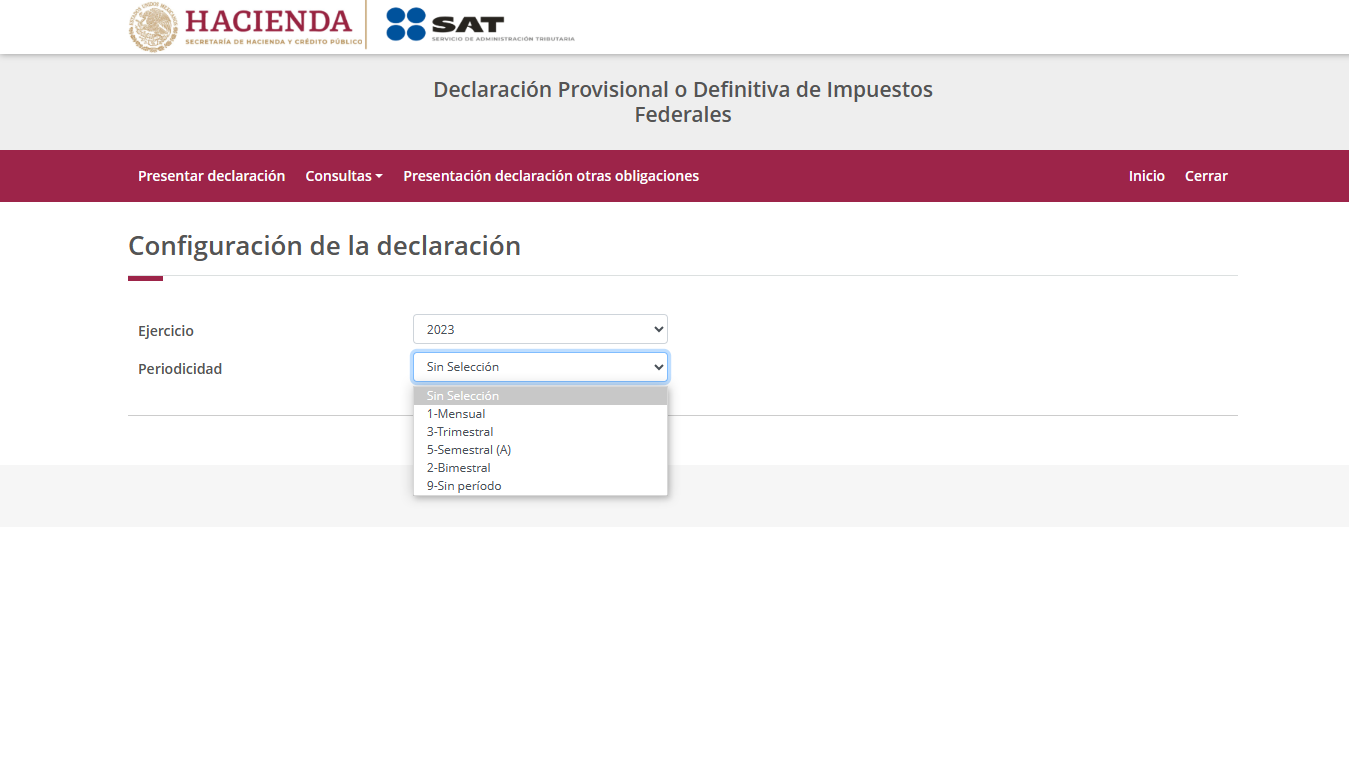 HACIENDA
SECRETARÍA DE HACIENDA Y CRÉDITO PÚBLICO
SAT
SERVICIO DE ADMINISTRACIÓN TRIBUTARIA
Declaración Provisional o Definitiva de Impuestos
Federales
Presentar declaración Consultas Presentación declaración otras obligaciones Inicio Cerrar
Configuración de la declaración
Ejercicio 2023
Periodicidad Sin Selección
Sin Selección
1-Mensual
3-Trimestral
5-Semestral (A)
2-Bimestral
9-Sin período